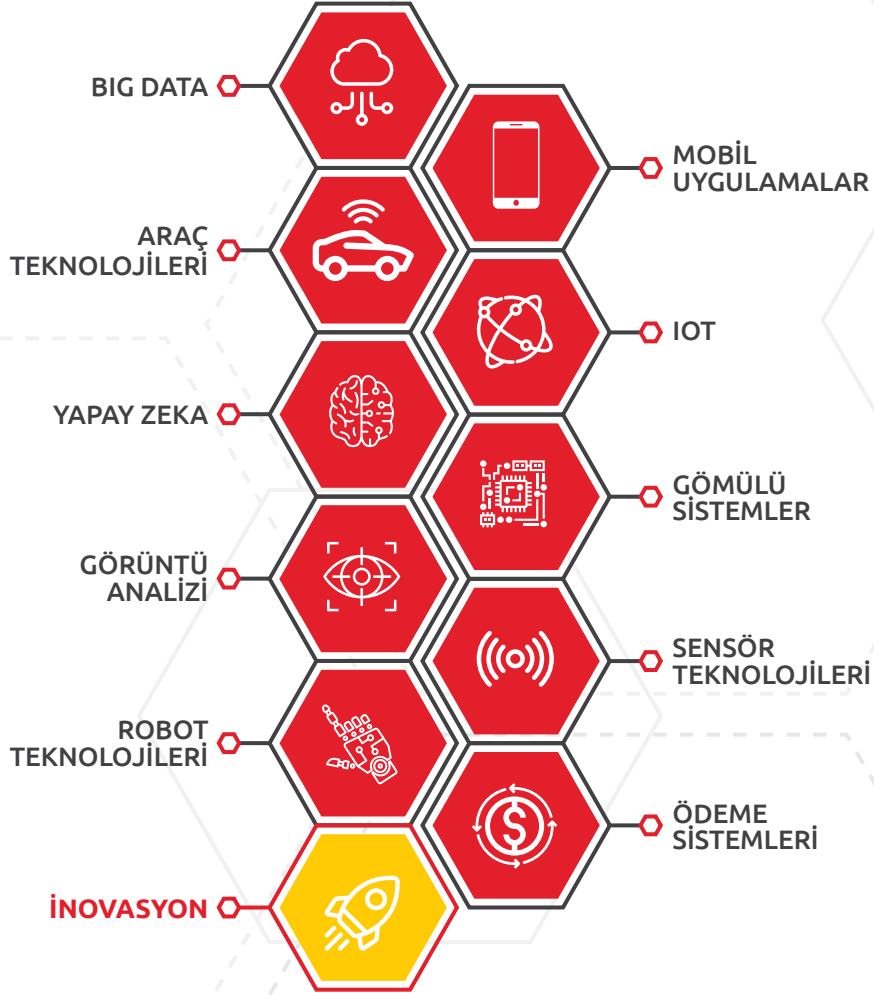 BIG DATA
MOBİL
UYGULAMALAR
ARAÇ
TEKNOLOJİLERİ
IOT
YAPAY ZEKA
GÖMÜLÜ
SİSTEMLER
GÖRÜNTÜ
ANALİZİ
SENSÖR
TEKNOLOJİLERİ
ROBOT
TEKNOLOJİLERİ
ÖDEME
SİSTEMLERİ
İNOVASYON